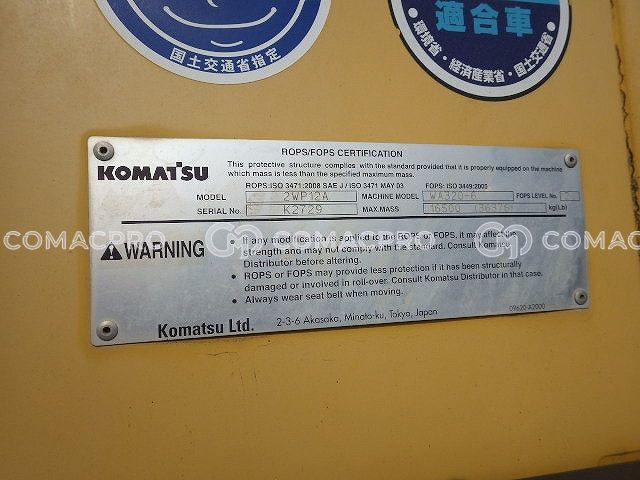 国土交通省指定
適合車
・環境省・経済産業省・国土交通省・
ROPS/FOPS CERTIFICATION
KOMATSU
This protective structure complies with the standard provided that it is properly equipped on the machine
which mass is less than the specified maximum mass.
ROPS:ISO 3471:2008 SAE J / ISO 3471 MAY 03 FOPS: ISO 3449:2005
MODEL 2WP12A MACHINE MODEL WA320-6 FOPS LEVEL No.
SERIAL No. K2729 MAX.MASS 16500 kg(Lb)
WARNING
• If any modification is applied to the ROPS or FOPS, it may affect the
strength and may not comply with the standard. Consult Komatsu
Distributor before altering.
• ROPS or FOPS may provide less protection if it has been structurally
damaged or involved in roll-over. Consult Komatsu Distributor in that case.
• Always wear seat belt when moving.
Komatsu Ltd. 2-3-6 Akasaka, Minato-ku, Tokyo, Japan 09620-A2000
COMACPRO COMACPRO